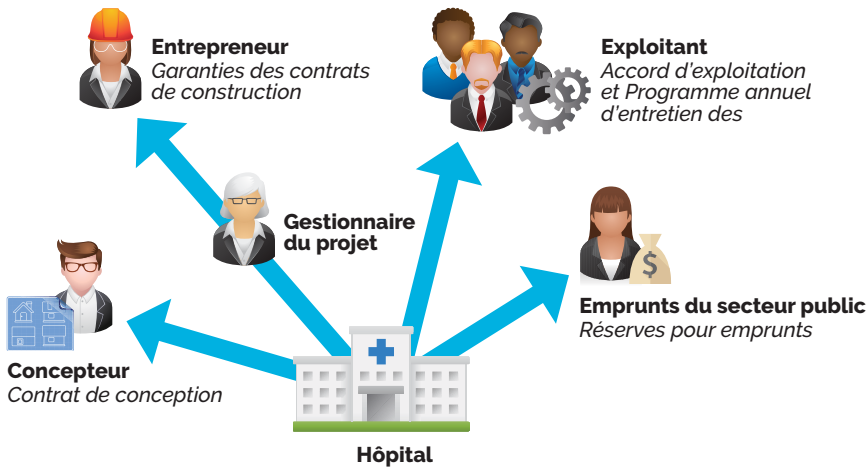 Entrepreneur
Garanties des contrats
de construction
Exploitant
Accord d'exploitation
et Programme annuel
d'entretien des
Gestionnaire
du projet
$
Emprunts du secteur public
Réserves pour emprunts
Concepteur
Contrat de conception
Hôpital